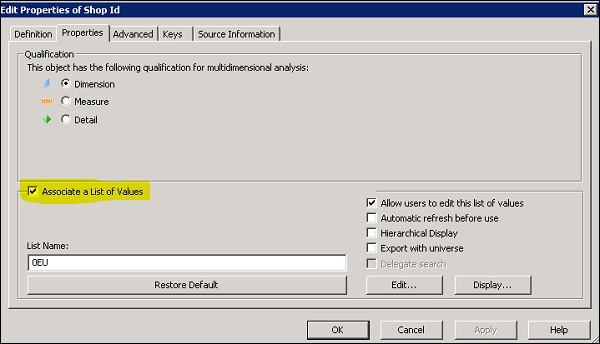 Edit Properties of Shop Id
Definition Properties Advanced Keys Source Information
Qualification
This object has the following qualification for multidimensional analysis:
Dimension
Measure
Detail
Associate a List of Values
Allow users to edit this list of values
Automatic refresh before use
Hierarchical Display
Export with universe
Delegate search
List Name:
0EU
Restore Default Edit... Display...
OK Cancel Apply Help